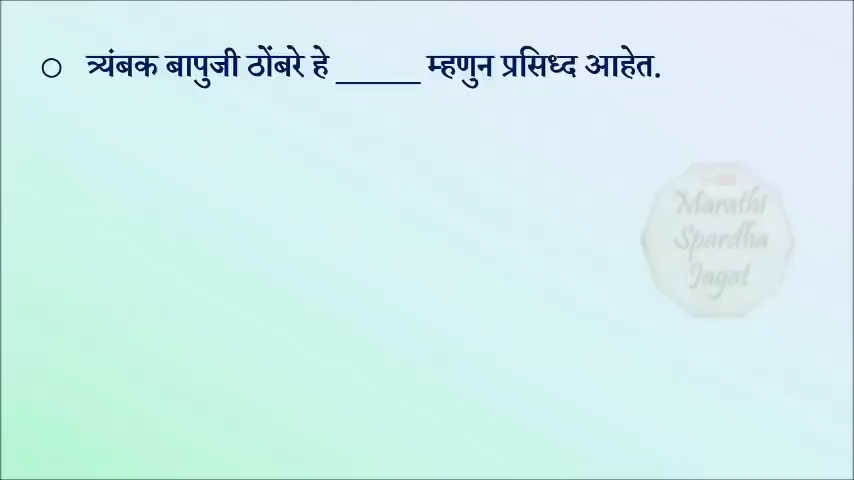 ○ त्र्यंबक बापुजी ठोंबरे हे ______ म्हणुन प्रसिध्द आहेत.
Marathi
Spardha
Jagat